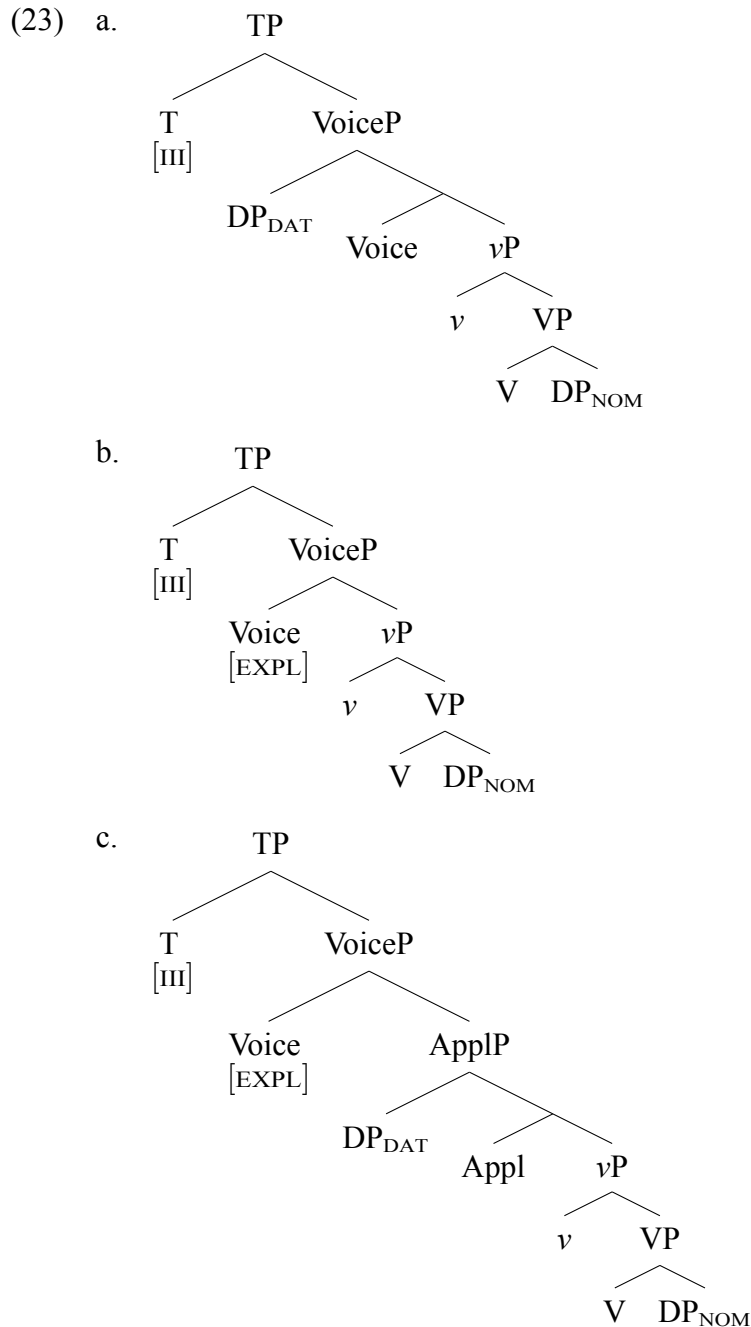 (23) a. TP
T VoiceP
[III]
DP_DAT
Voice vP
v VP
V DP_NOM
b. TP
T VoiceP
[III]
Voice vP
[EXPL]
v VP
V DP_NOM
c. TP
T VoiceP
[III]
Voice ApplP
[EXPL]
DP_DAT
Appl vP
v VP
V DP_NOM